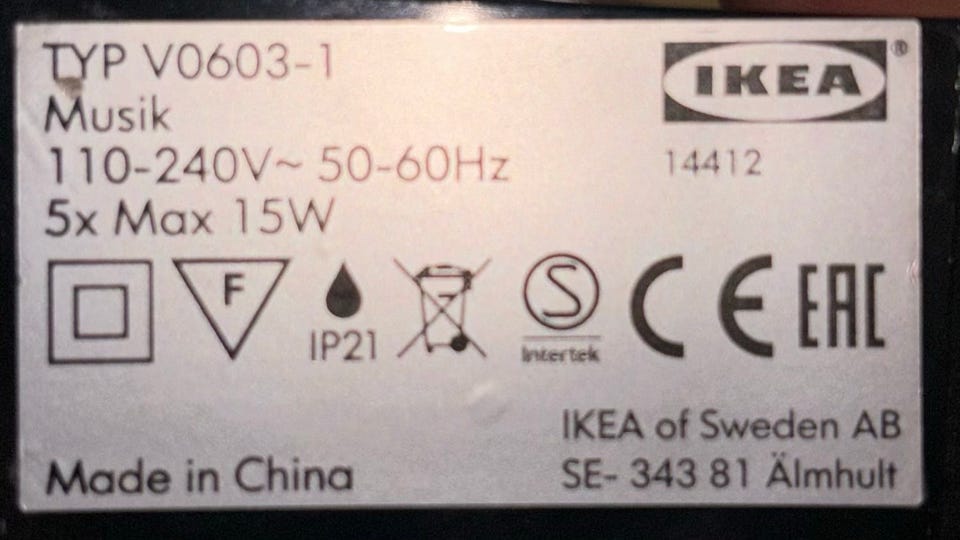 TYP V0603-1
Musik
110-240V~ 50-60Hz
5x Max 15W
IKEA®
14412
F
IP21
S
Intertek
CE
EAC
Made in China
IKEA of Sweden AB
SE- 343 81 Älmhult